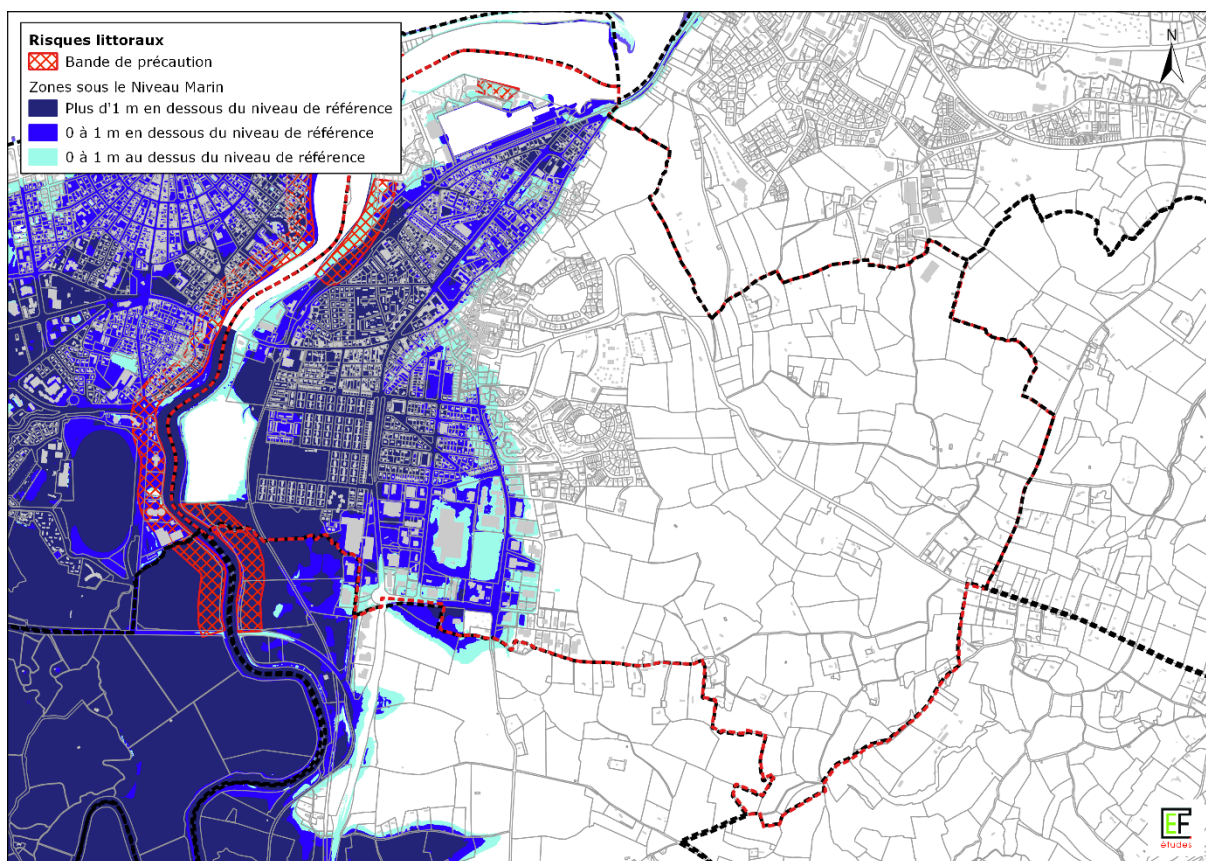 Risques littoraux
Bande de précaution
Zones sous le Niveau Marin
Plus d'1 m en dessous du niveau de référence
0 à 1 m en dessous du niveau de référence
0 à 1 m au dessus du niveau de référence
N
EF
études